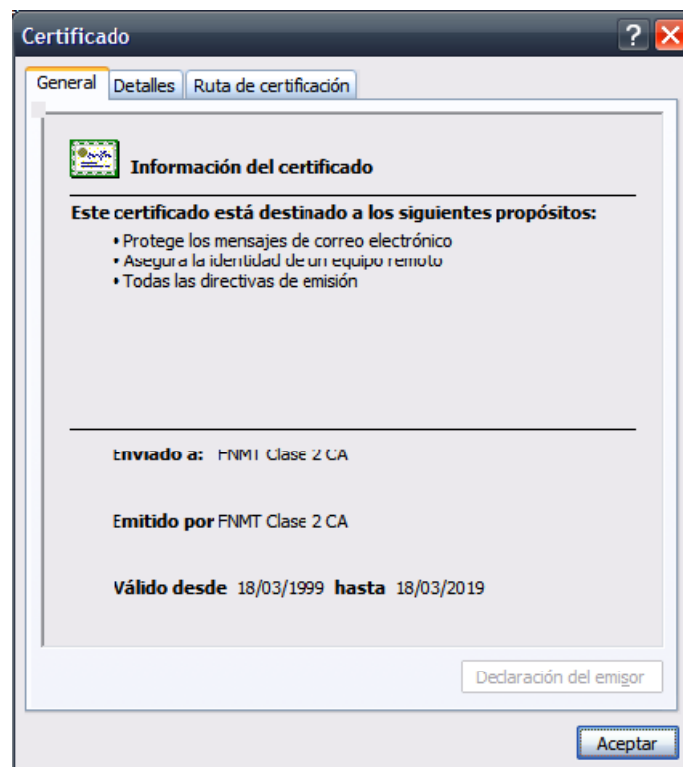 Certificado
General Detalles Ruta de certificación
Información del certificado
Este certificado está destinado a los siguientes propósitos:
• Protege los mensajes de correo electrónico
• Asegura la identidad de un equipo remoto
• Todas las directivas de emisión
Enviado a: FNMT Clase 2 CA
Emitido por FNMT Clase 2 CA
Válido desde 18/03/1999 hasta 18/03/2019
Declaración del emisor
Aceptar